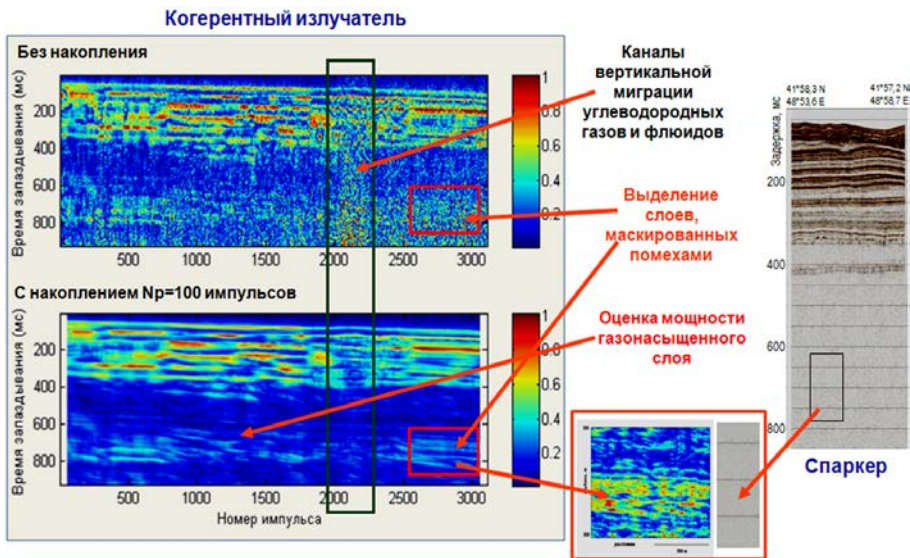 Когерентный излучатель
Без накопления
Время запаздывания (мс)
200
400
600
800
500
1000
1500
2000
2500
3000
1
0.8
0.6
0.4
0.2
С накоплением Np=100 импульсов
Время запаздывания (мс)
200
400
600
800
500
1000
1500
2000
2500
3000
Номер импульса
1
0.8
0.6
0.4
0.2
Каналы
вертикальной
миграции
углеводородных
газов и флюидов
Выделение
слоев,
маскированных
помехами
Оценка мощности
газонасыщенного
слоя
41°58,3 N
48°53,6 E
41°57,2 N
48°58,7 E
Задержка, мс
200
400
600
800
Спаркер